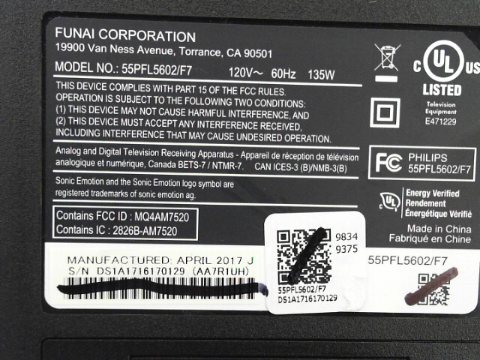 FUNAI CORPORATION
19900 Van Ness Avenue, Torrance, CA 90501
MODEL NO.: 55PFL5602/F7 120V~ 60Hz 135W
THIS DEVICE COMPLIES WITH PART 15 OF THE FCC RULES.
OPERATION IS SUBJECT TO THE FOLLOWING TWO CONDITIONS:
(1) THIS DEVICE MAY NOT CAUSE HARMFUL INTERFERENCE, AND
(2) THIS DEVICE MUST ACCEPT ANY INTERFERENCE RECEIVED,
INCLUDING INTERFERENCE THAT MAY CAUSE UNDESIRED OPERATION.
Analog and Digital Television Receiving Apparatus - Appareil de réception de télévision
analogique et numérique, Canada BETS-7 / NTMR-7. CAN ICES-3 (B)/NMB-3(B)
Sonic Emotion and the Sonic Emotion logo symbol are
registered trademarks of sonic emotion ag.
Contains FCC ID : MQ4AM7520
Contains IC : 2826B-AM7520
C UL US
LISTED
Television
Equipment
E471229
FC PHILIPS
55PFL5602/F7
UL Energy Verified
Rendement
Énergétique Vérifié
Made in China
Fabriqué en Chine
MANUFACTURED: APRIL 2017 J
S/N DS1A1716170129 (AA7R1UH)
9834
9375
55PFL5602/F7
DS1A1716170129
55PFL5602/F7